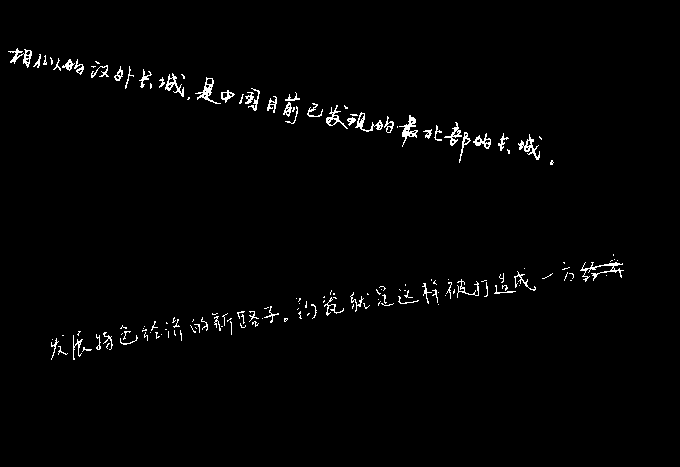 相似的汉外长城，是中国目前已发现的最北部的长城。
发展特色经济的新路子。钧瓷就是这样被打造成一方